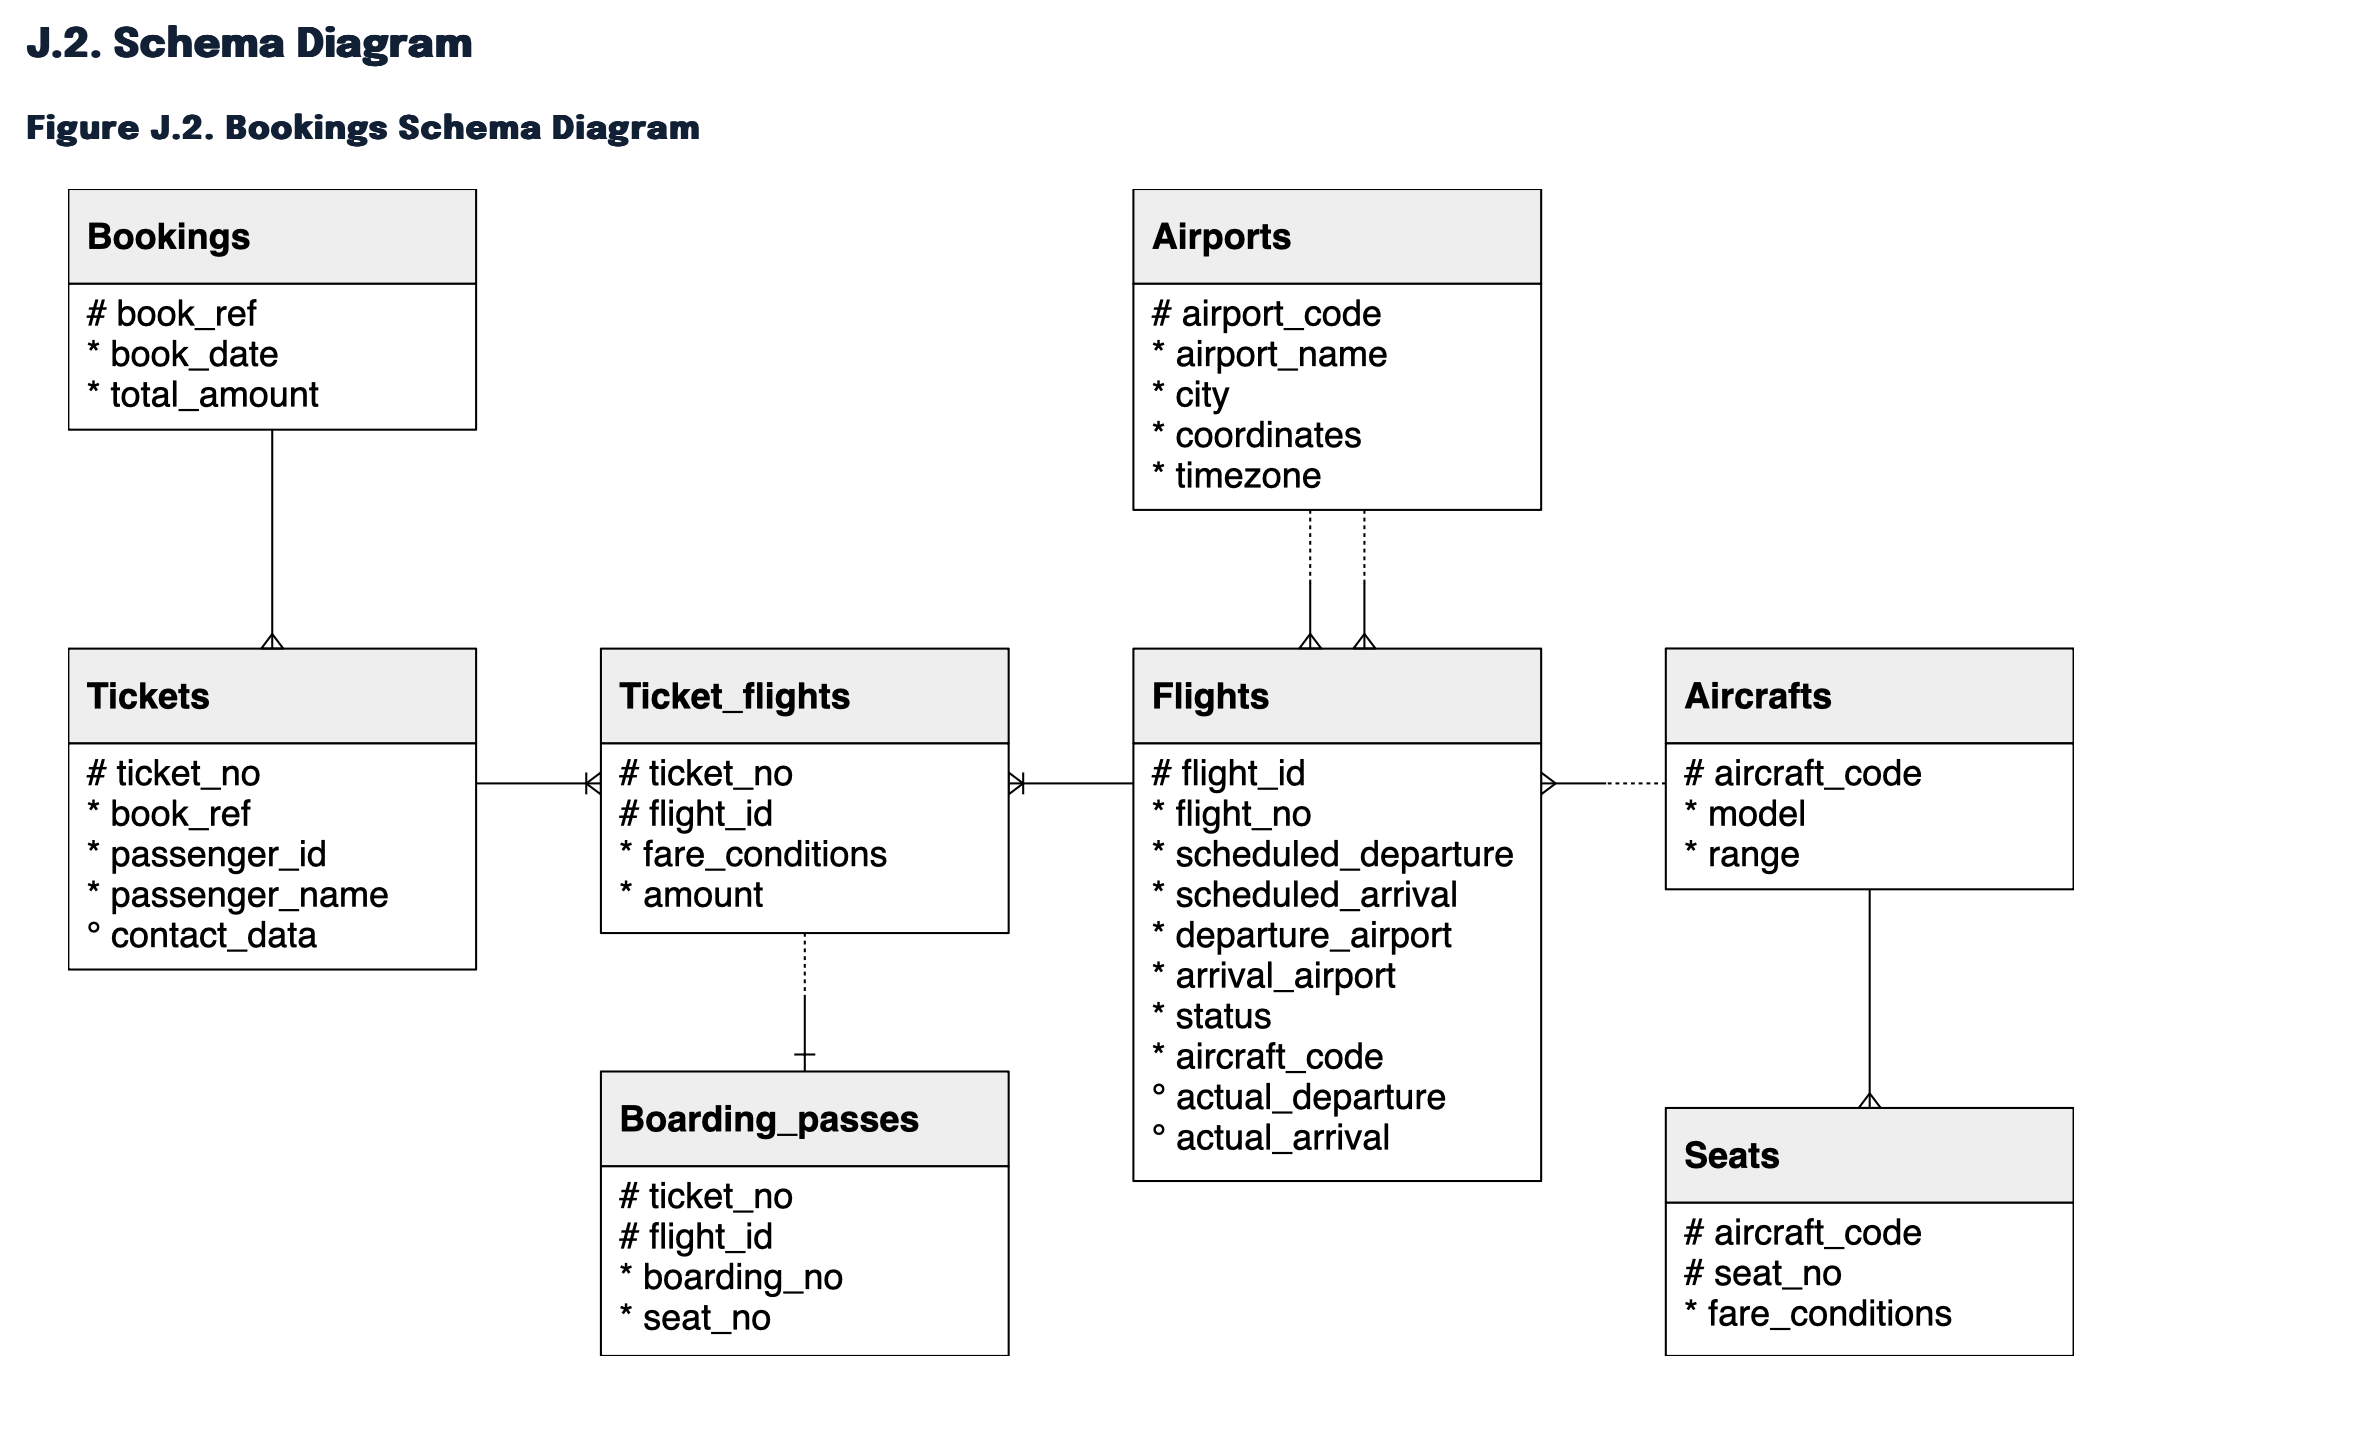 J.2. Schema Diagram
Figure J.2. Bookings Schema Diagram
Bookings
# book_ref
* book_date
* total_amount
Airports
# airport_code
* airport_name
* city
* coordinates
* timezone
Tickets
# ticket_no
* book_ref
* passenger_id
* passenger_name
° contact_data
Ticket_flights
# ticket_no
# flight_id
* fare_conditions
* amount
Flights
# flight_id
* flight_no
* scheduled_departure
* scheduled_arrival
* departure_airport
* arrival_airport
* status
* aircraft_code
° actual_departure
° actual_arrival
Aircrafts
# aircraft_code
* model
* range
Boarding_passes
# ticket_no
# flight_id
* boarding_no
* seat_no
Seats
# aircraft_code
# seat_no
* fare_conditions